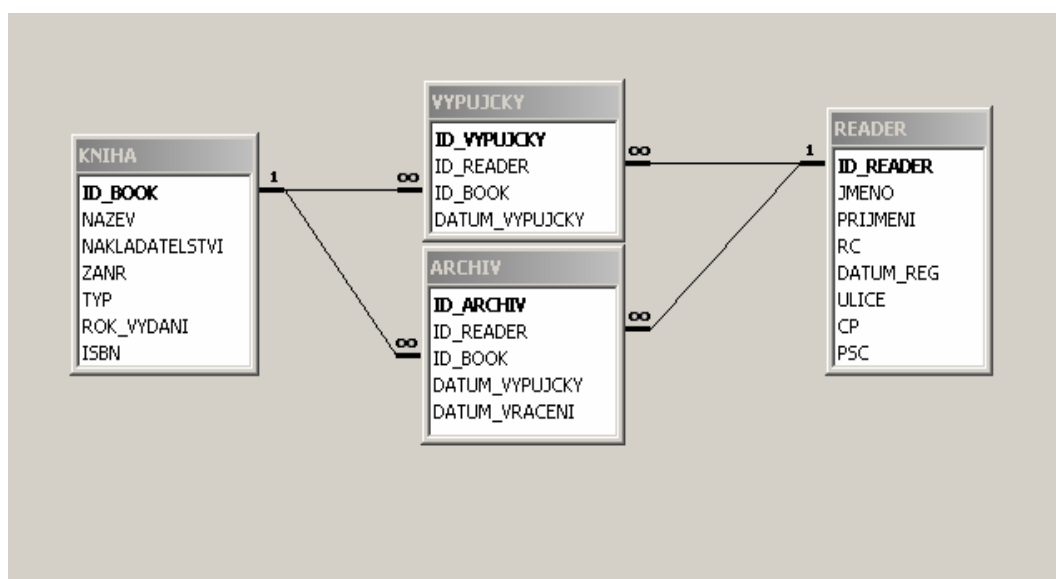 KNIHA
ID_BOOK
NAZEV
NAKLADATELSTVI
ZANR
TYP
ROK_VYDANI
ISBN
1
∞
∞
VYPUJCKY
ID_VYPUJCKY
ID_READER
ID_BOOK
DATUM_VYPUJCKY
ARCHIV
ID_ARCHIV
ID_READER
ID_BOOK
DATUM_VYPUJCKY
DATUM_VRACENI
∞
∞
1
READER
ID_READER
JMENO
PRIJMENI
RC
DATUM_REG
ULICE
CP
PSC